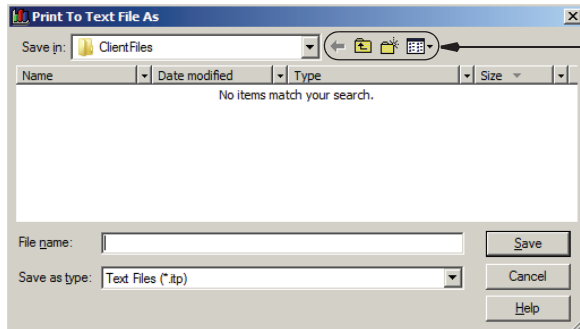 Print To Text File As
Save in: ClientFiles
Name Date modified Type Size
No items match your search.
File name: Save
Save as type: Text Files (*.itp) Cancel
Help